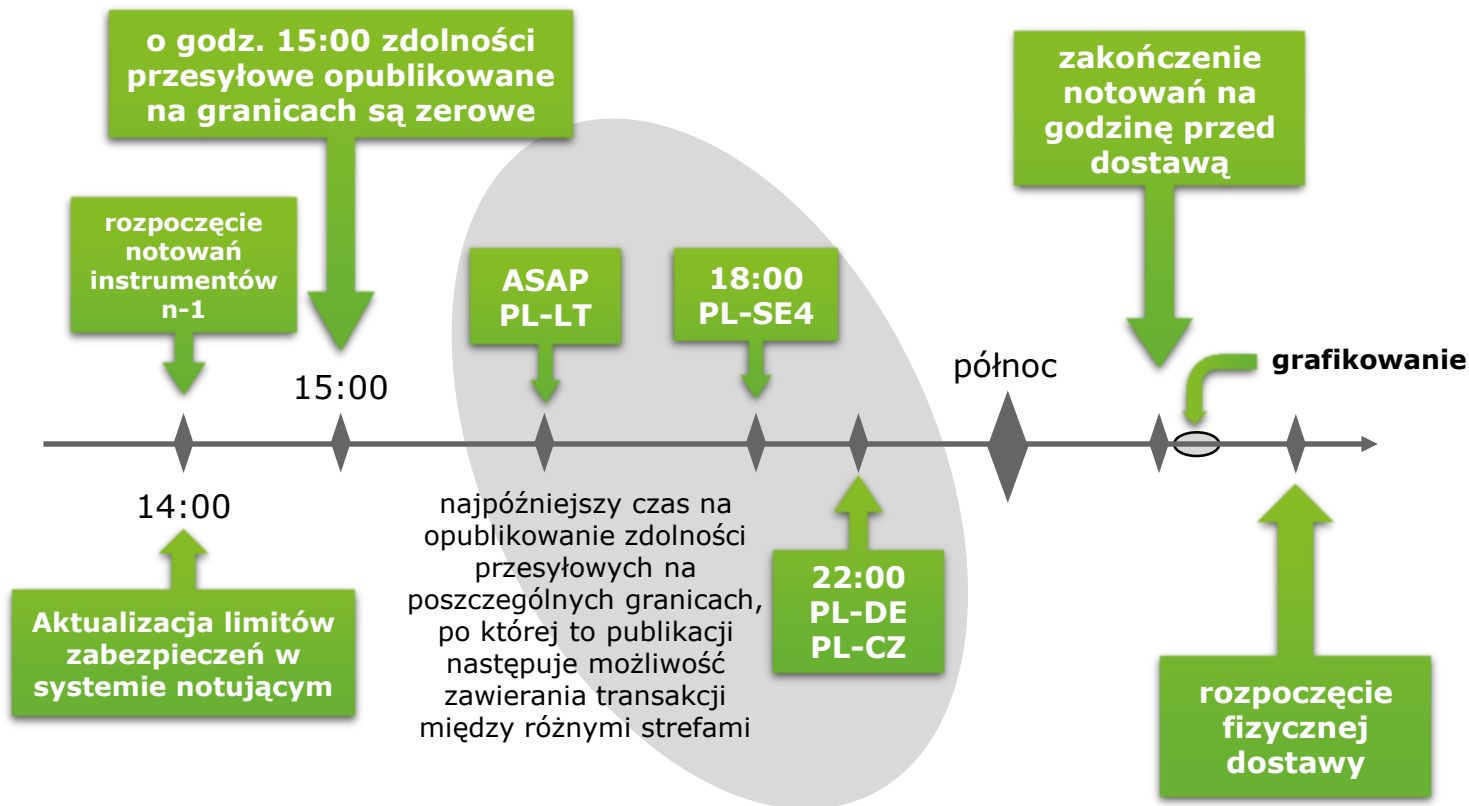 o godz. 15:00 zdolności
przesyłowe opublikowane
na granicach są zerowe
zakończenie
notowań na
godzinę przed
dostawą
rozpoczęcie
notowań
instrumentów
n-1
ASAP
PL-LT
18:00
PL-SE4
15:00
północ
grafikowanie
14:00
Aktualizacja limitów
zabezpieczeń w
systemie notującym
najpóźniejszy czas na
opublikowanie zdolności
przesyłowych na
poszczególnych granicach,
po której to publikacji
następuje możliwość
zawierania transakcji
między różnymi strefami
22:00
PL-DE
PL-CZ
rozpoczęcie
fizycznej
dostawy